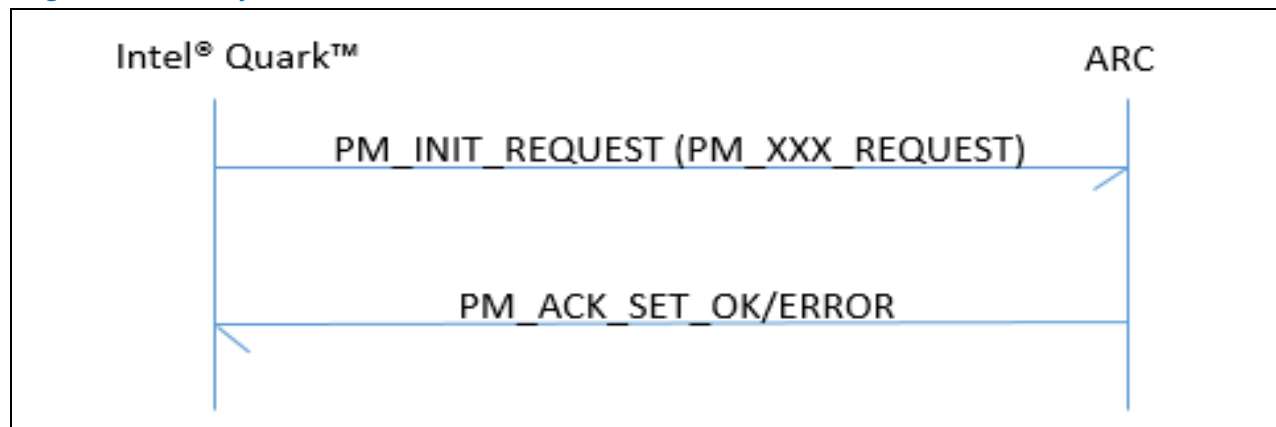 Intel® Quark™
ARC
PM_INIT_REQUEST (PM_XXX_REQUEST)
PM_ACK_SET_OK/ERROR